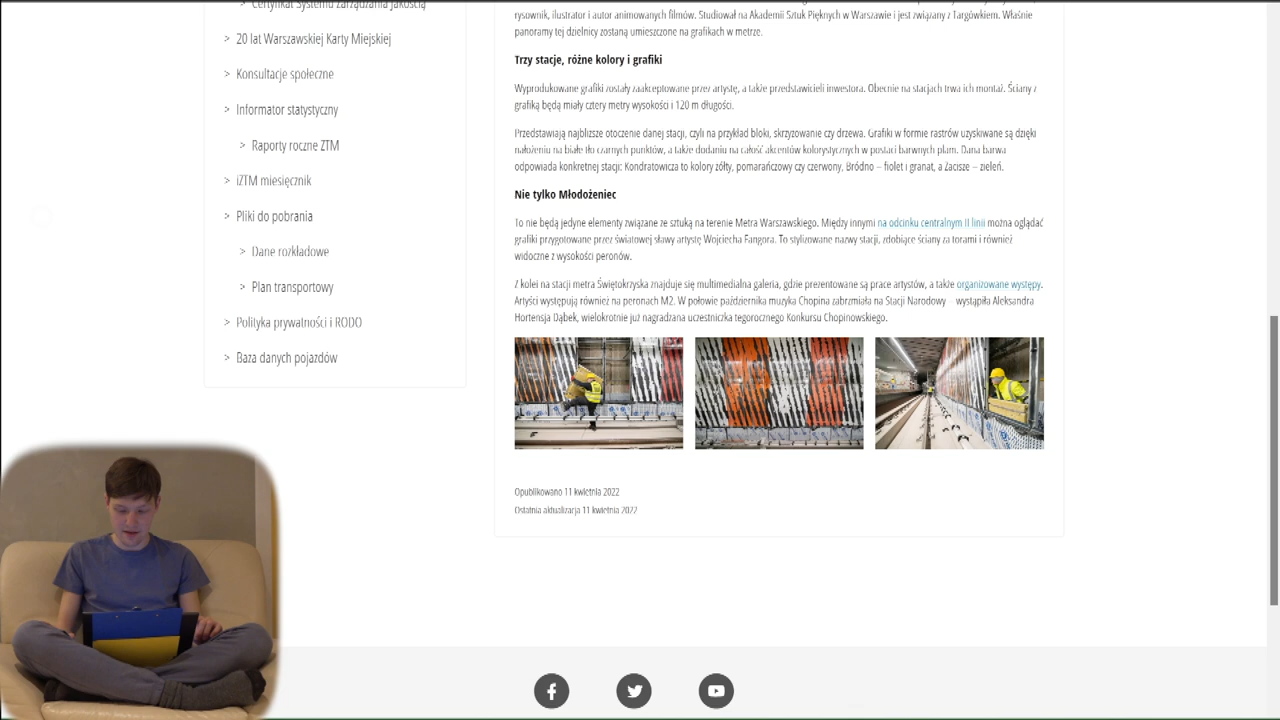 > Certyfikat Systemu Zarządzania Jakością
> 20 lat Warszawskiej Karty Miejskiej
> Konsultacje społeczne
> Informator statystyczny
> Raporty roczne ZTM
> iZTM miesięcznik
> Pliki do pobrania
> Dane rozkładowe
> Plan transportowy
> Polityka prywatności i RODO
> Baza danych pojazdów
rysownik, ilustrator i autor animowanych filmów. Studiował na Akademii Sztuk Pięknych w Warszawie i jest związany z Targówkiem. Właśnie
panoramy tej dzielnicy zostaną umieszczone na grafikach w metrze.
Trzy stacje, różne kolory i grafiki
Wyprodukowane grafiki zostały zaakceptowane przez artystę, a także przedstawicieli inwestora. Obecnie na stacjach trwa ich montaż. Ściany z
grafiką będą miały cztery metry wysokości i 120 m długości.
Przedstawiają najbliższe otoczenie danej stacji, czyli na przykład bloki, skrzyżowanie czy drzewa. Grafiki w formie rastrów uzyskiwane są dzięki
nałożeniu na białe tło czarnych punktów, a także dodaniu na całość akcentów kolorystycznych w postaci barwnych plam. Dana barwa
odpowiada konkretnej stacji: Kondratowicza to kolory żółty, pomarańczowy czy czerwony, Bródno – fiolet i granat, a Zacisze – zieleń.
Nie tylko Młodożeniec
To nie będą jedyne elementy związane ze sztuką na terenie Metra Warszawskiego. Między innymi na odcinku centralnym II linii można oglądać
grafiki przygotowane przez światowej sławy artystę Wojciecha Fangora. To stylizowane nazwy stacji, zdobiące ściany za torami i również
widoczne z wysokości peronów.
Z kolei na stacji metra Świętokrzyska znajduje się multimedialna galeria, gdzie prezentowane są prace artystów, a także organizowane występy.
Artyści występują również na peronach M2. W połowie października muzyka Chopina zabrzmiała na Stacji Narodowy – wystąpiła Aleksandra
Hortensja Dąbek, wielokrotnie już nagradzana uczestniczka tegorocznego Konkursu Chopinowskiego.
Opublikowano 11 kwietnia 2022
Ostatnia aktualizacja 11 kwietnia 2022